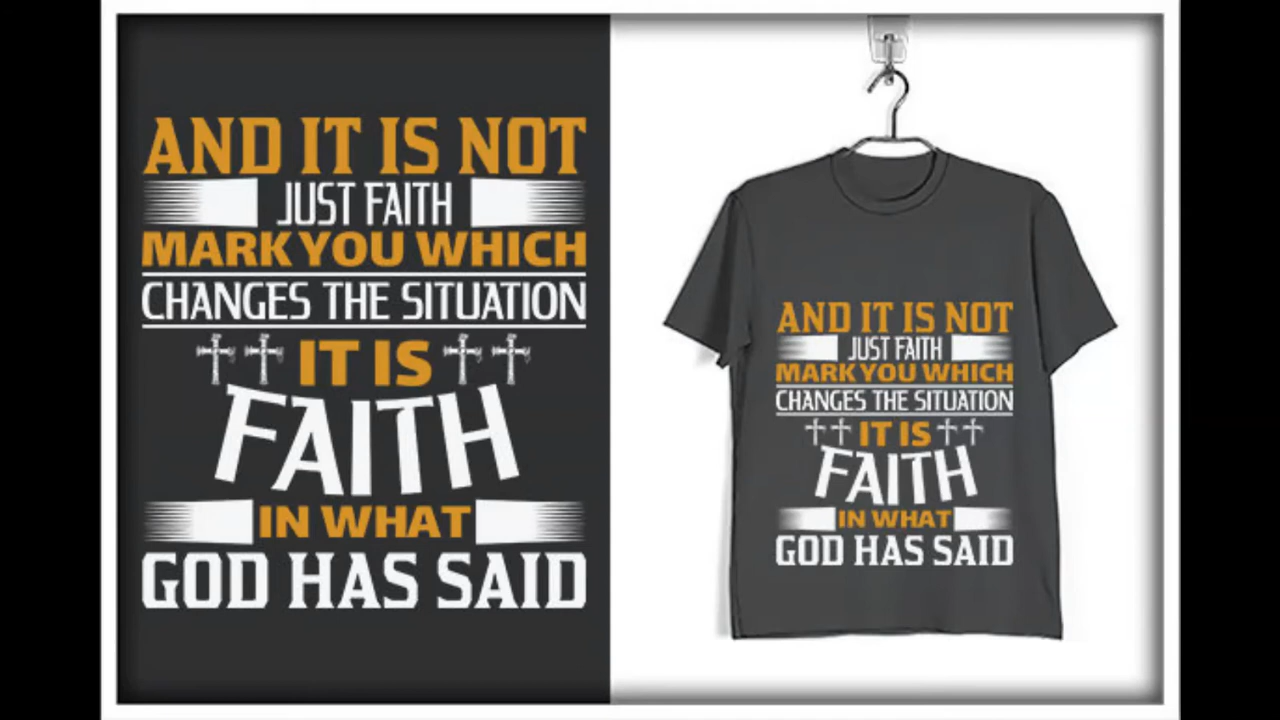 AND IT IS NOT
JUST FAITH
MARK YOU WHICH
CHANGES THE SITUATION
IT IS
FAITH
IN WHAT
GOD HAS SAID
AND IT IS NOT
JUST FAITH
MARK YOU WHICH
CHANGES THE SITUATION
IT IS
FAITH
IN WHAT
GOD HAS SAID